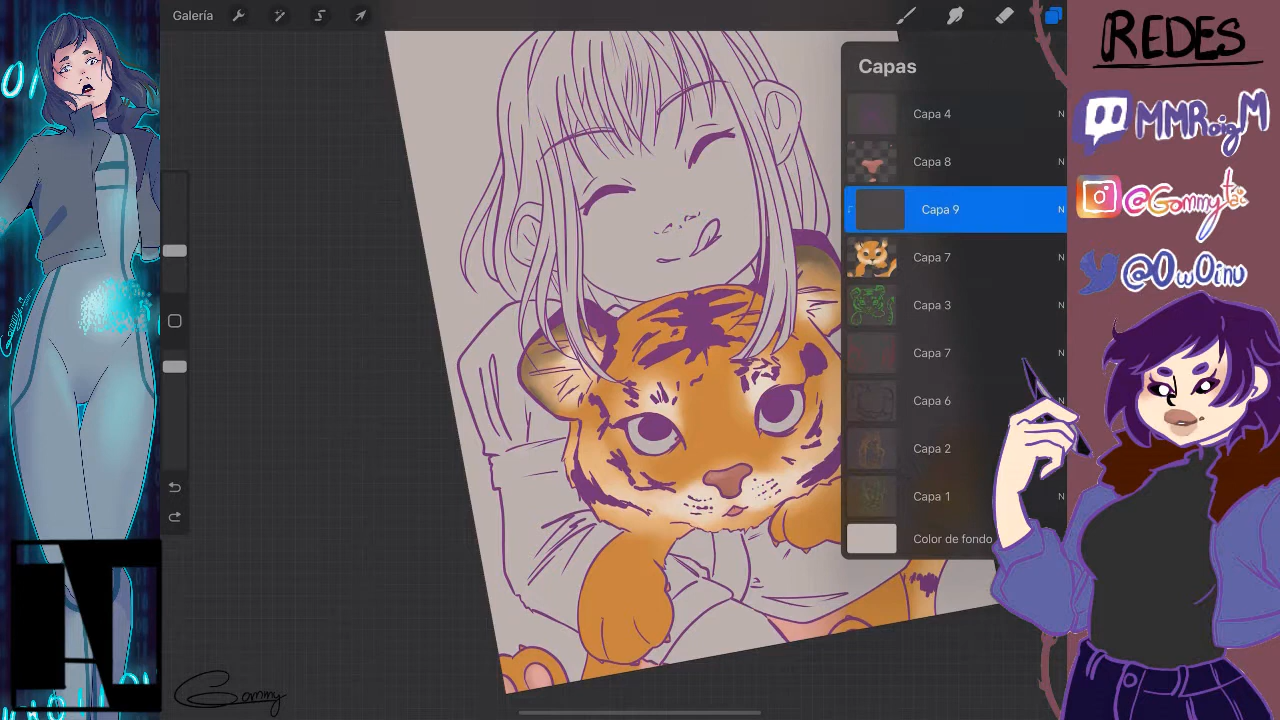 Galería
Capas
Capa 4
N
Capa 8
N
Capa 9
N
Capa 7
N
Capa 3
N
Capa 7
N
Capa 6
N
Capa 2
N
Capa 1
N
Color de fondo
REDES
MMRoigM
@Gommytai
@OwOinu
Gommy